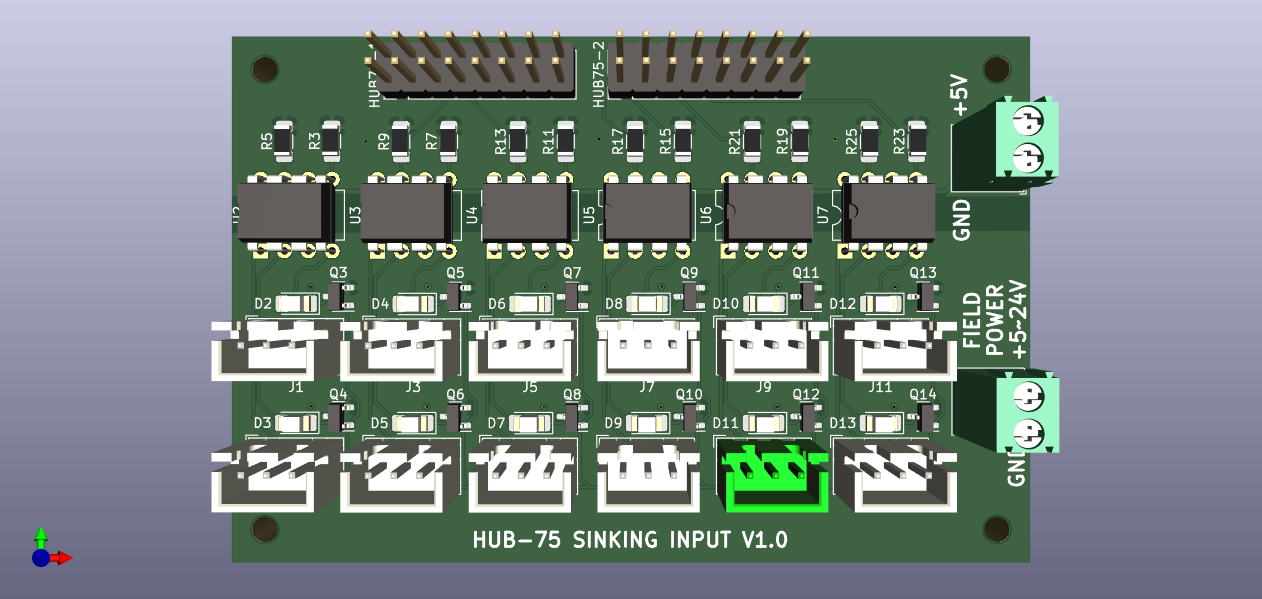 HUB75-2
+5V
R5
R3
R9
R7
R13
R11
R17
R15
R21
R19
R25
R23
U3
U4
U5
U6
U7
GND
Q3
Q5
Q7
Q9
Q11
Q13
D2
D4
D6
D8
D10
D12
FIELD
POWER
+5~24V
J1
J3
J5
J7
J9
J11
Q4
Q6
Q8
Q10
Q12
Q14
D3
D5
D7
D9
D11
D13
GND
HUB-75 SINKING INPUT V1.0